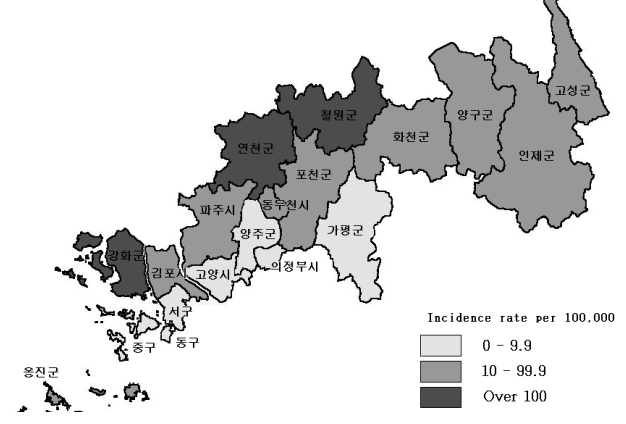 고성군
양구군
철원군
화천군
연천군
인제군
포천군
동두천시
파주시
양주군
가평군
강화군
김포시
고양시
의정부시
서구
중구
동구
옹진군
Incidence rate per 100,000
0 - 9.9
10 - 99.9
Over 100